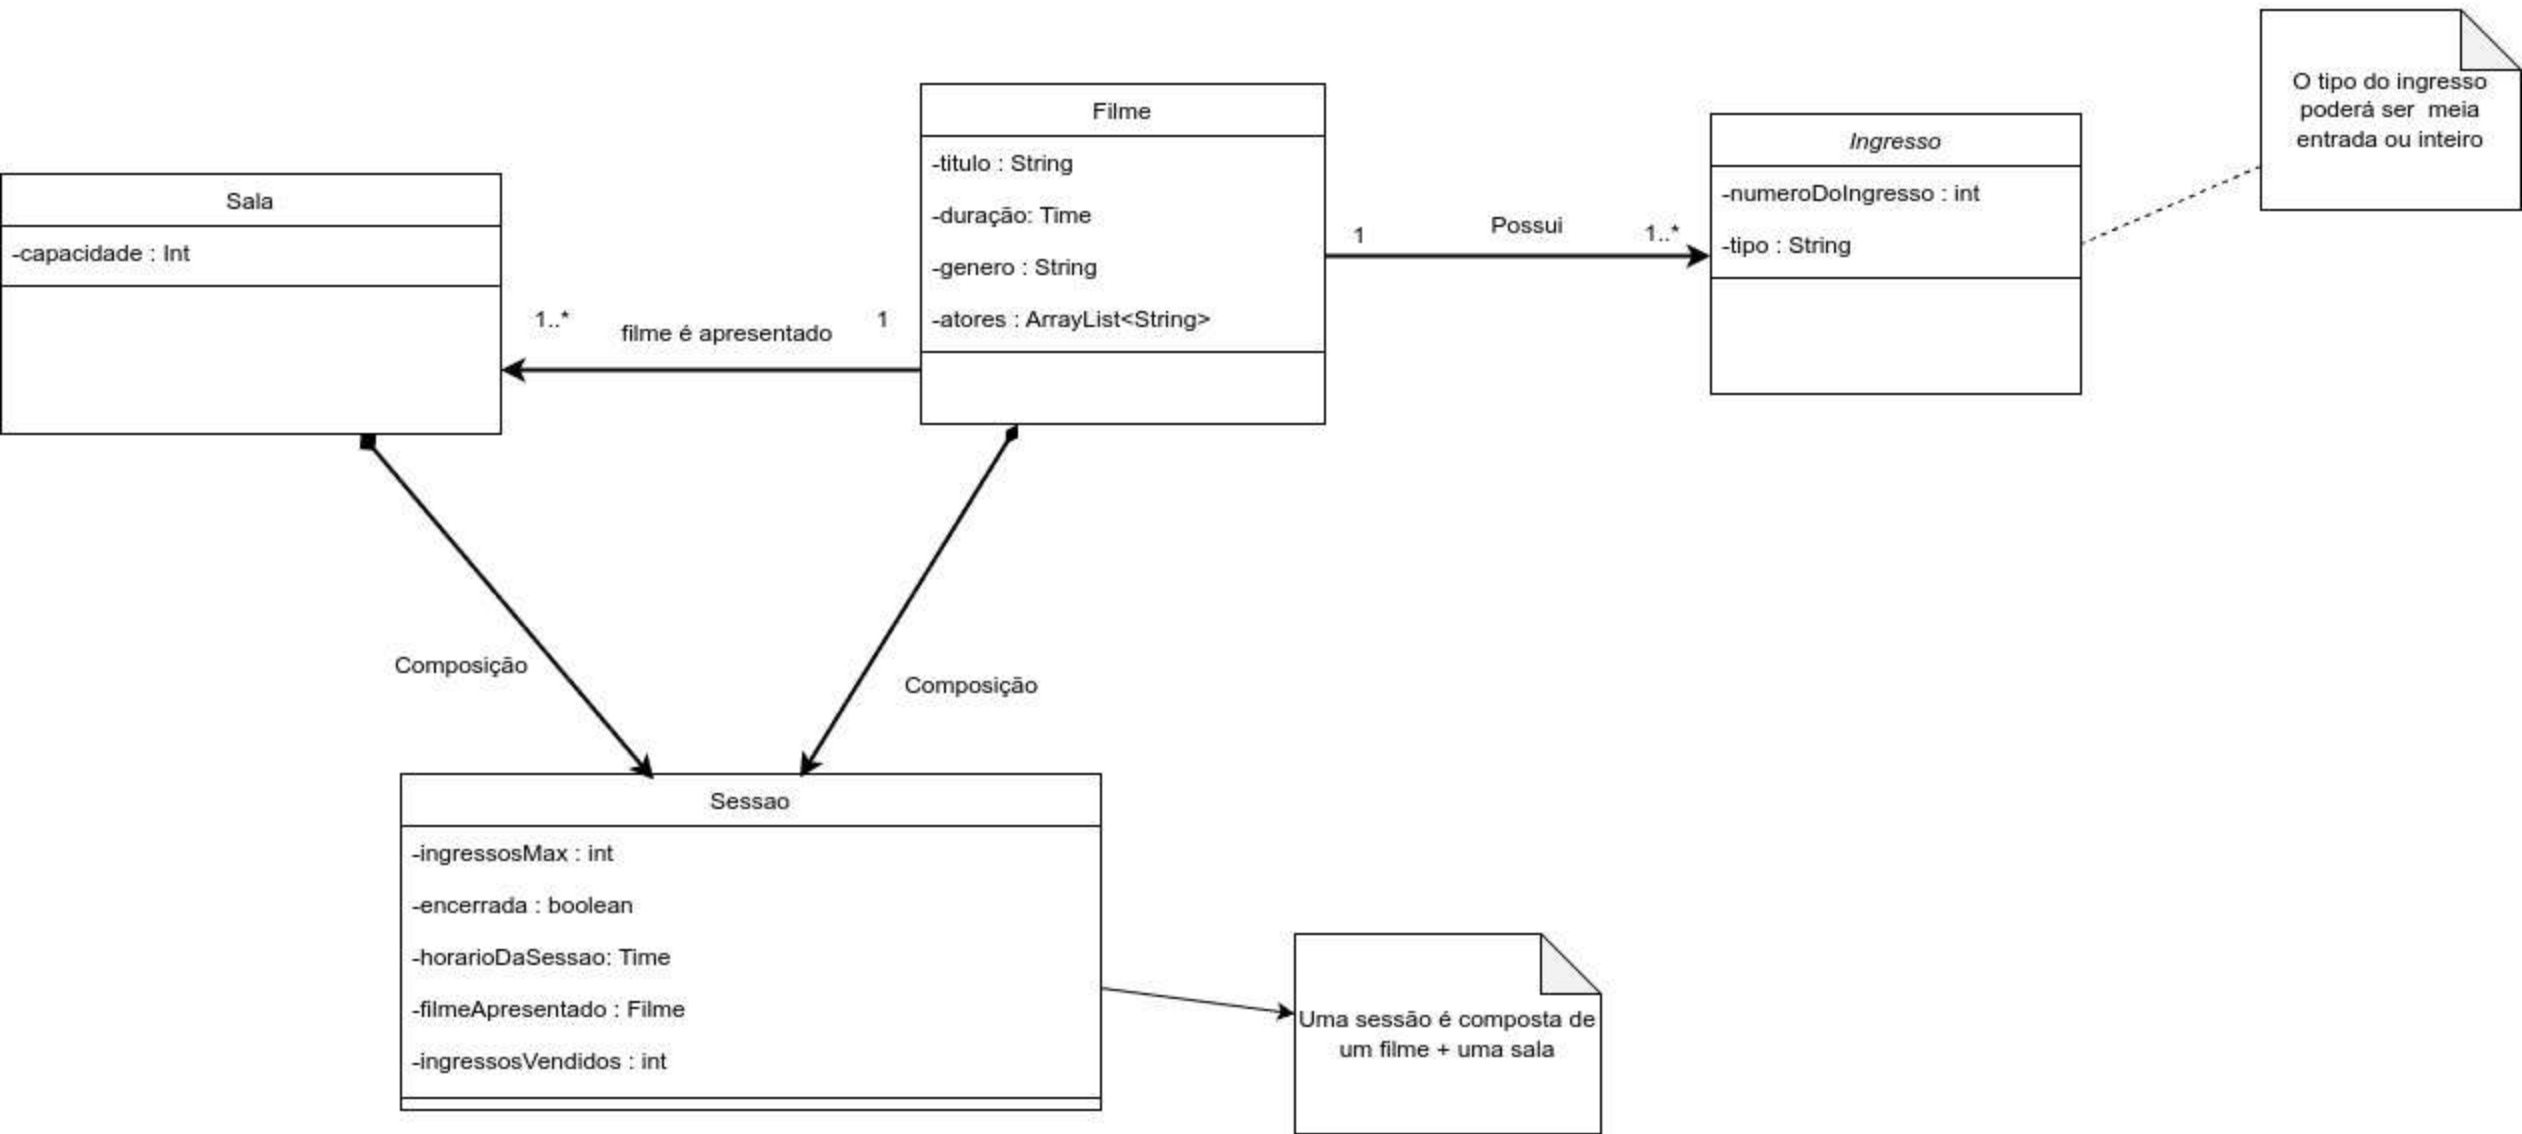 Sala
-capacidade : Int
1..*
filme é apresentado
1
Filme
-titulo : String
-duração: Time
-genero : String
-atores : ArrayList<String>
1
Possui
1..*
Ingresso
-numeroDoIngresso : int
-tipo : String
O tipo do ingresso
poderá ser  meia
entrada ou inteiro
Composição
Composição
Sessao
-ingressosMax : int
-encerrada : boolean
-horarioDaSessao: Time
-filmeApresentado : Filme
-ingressosVendidos : int
Uma sessão é composta de
um filme + uma sala